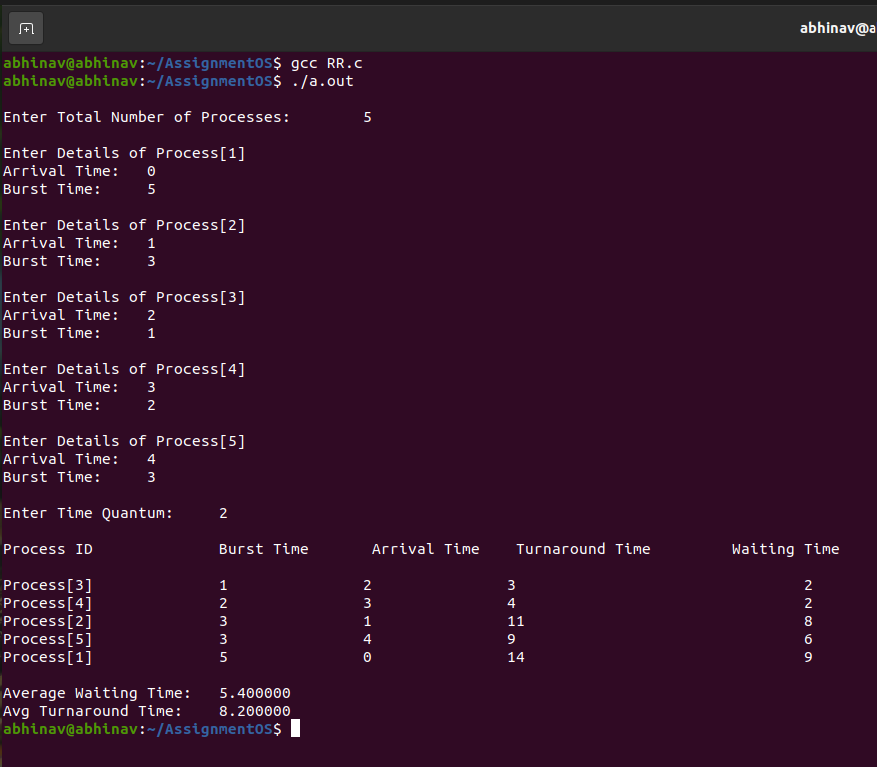 abhinav@a
abhinav@abhinav:~/AssignmentOS$ gcc RR.c
abhinav@abhinav:~/AssignmentOS$ ./a.out
Enter Total Number of Processes: 5
Enter Details of Process[1]
Arrival Time: 0
Burst Time: 5
Enter Details of Process[2]
Arrival Time: 1
Burst Time: 3
Enter Details of Process[3]
Arrival Time: 2
Burst Time: 1
Enter Details of Process[4]
Arrival Time: 3
Burst Time: 2
Enter Details of Process[5]
Arrival Time: 4
Burst Time: 3
Enter Time Quantum: 2
Process ID Burst Time Arrival Time Turnaround Time Waiting Time
Process[3] 1 2 3 2
Process[4] 2 3 4 2
Process[2] 3 1 11 8
Process[5] 3 4 9 6
Process[1] 5 0 14 9
Average Waiting Time: 5.400000
Avg Turnaround Time: 8.200000
abhinav@abhinav:~/AssignmentOS$